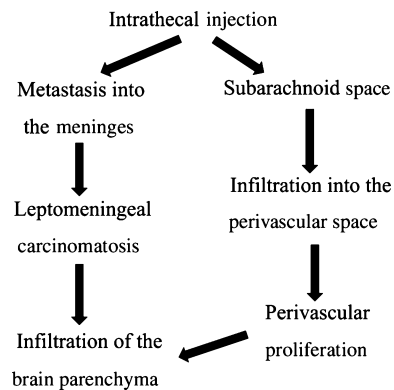 Intrathecal injection
Metastasis into
the meninges
Subarachnoid space
Leptomeningeal
carcinomatosis
Infiltration into the
perivascular space
Infiltration of the
brain parenchyma
Perivascular
proliferation